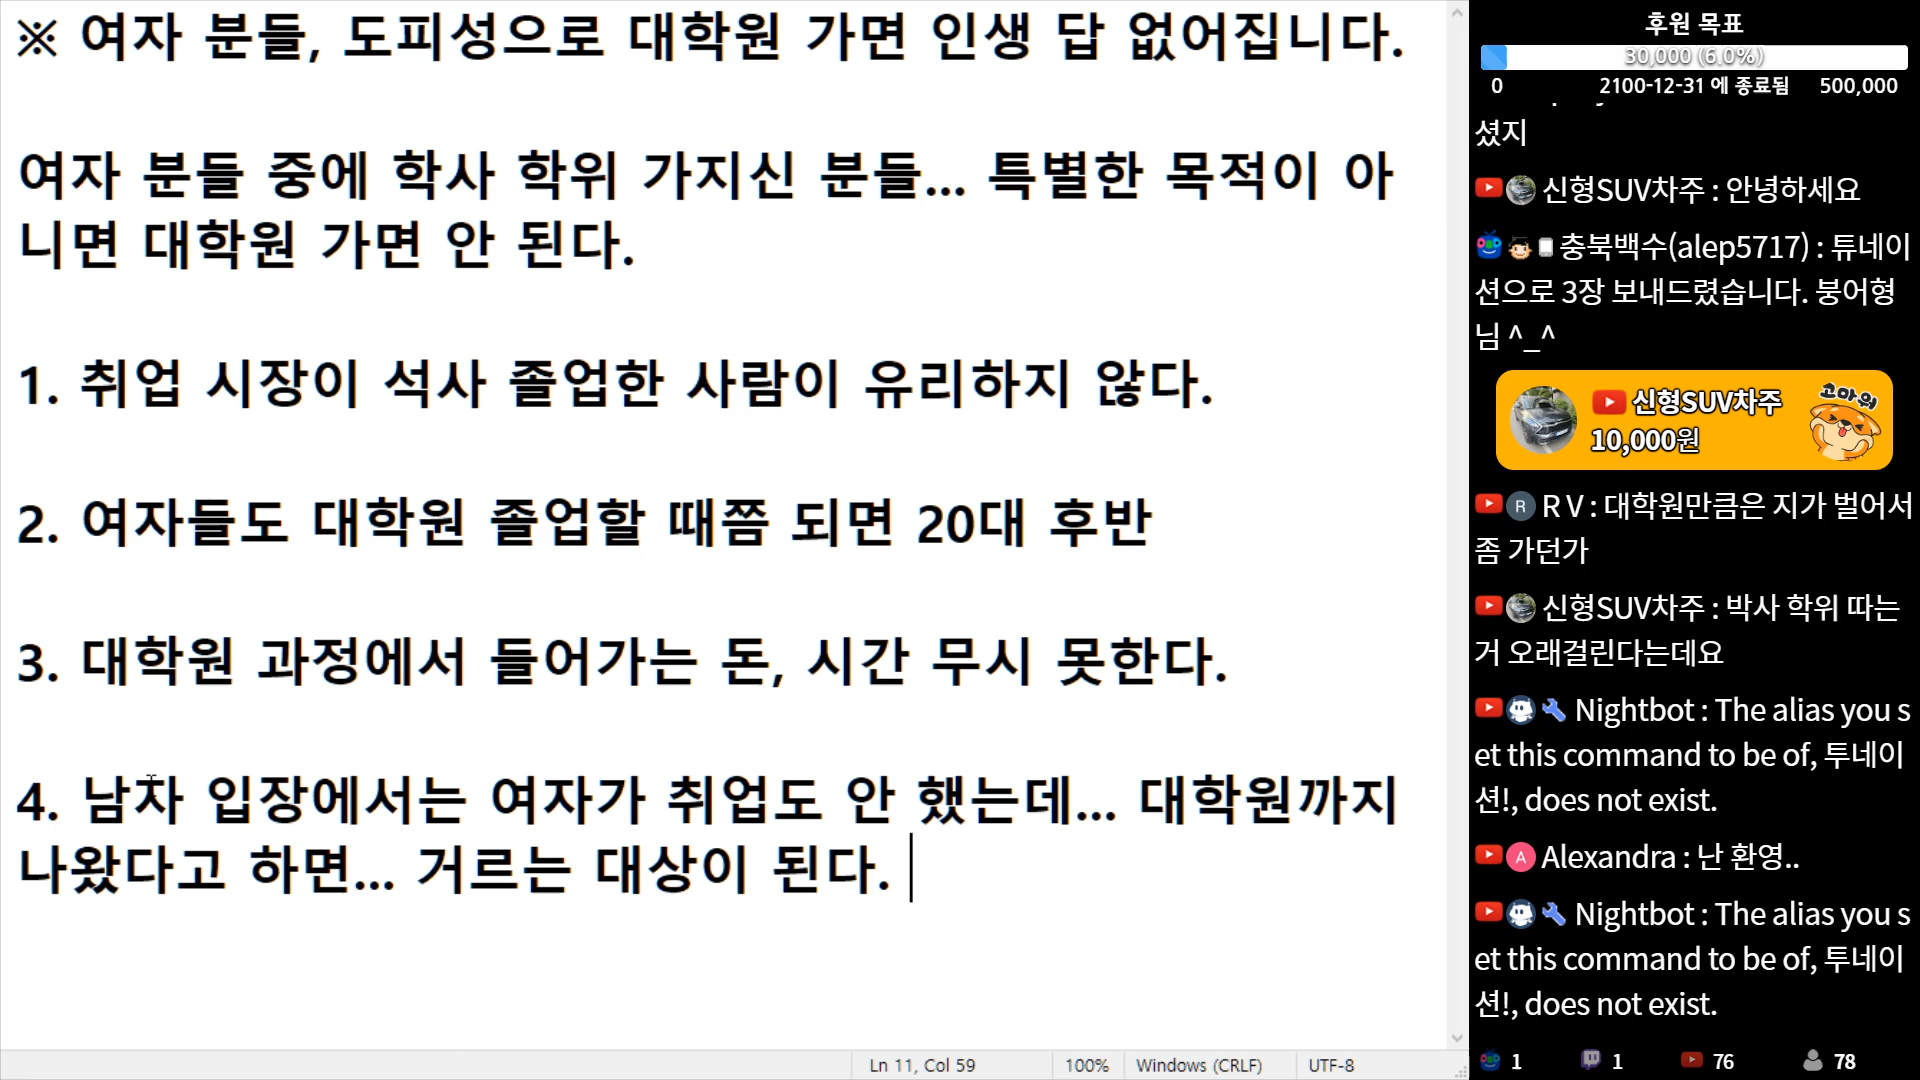 ※ 여자 분들, 도피성으로 대학원 가면 인생 답 없어집니다.
여자 분들 중에 학사 학위 가지신 분들... 특별한 목적이 아
니면 대학원 가면 안 된다.
1. 취업 시장이 석사 졸업한 사람이 유리하지 않다.
2. 여자들도 대학원 졸업할 때쯤 되면 20대 후반
3. 대학원 과정에서 들어가는 돈, 시간 무시 못한다.
4. 남자 입장에서는 여자가 취업도 안 했는데... 대학원까지
나왔다고 하면... 거르는 대상이 된다.
Ln 11, Col 59
100%
Windows (CRLF)
UTF-8
후원 목표
30,000 (6.0%)
0
2100-12-31 에 종료됨
500,000
셨지
신형SUV차주 : 안녕하세요
충북백수(alep5717) : 튜네이
션으로 3장 보내드렸습니다. 붕어형
님 ^_^
신형SUV차주
10,000원
고마워
R V : 대학원만큼은 지가 벌어서
좀 가던가
신형SUV차주 : 박사 학위 따는
거 오래걸린다는데요
Nightbot : The alias you s
et this command to be of, 투네이
션!, does not exist.
Alexandra : 난 환영..
Nightbot : The alias you s
et this command to be of, 투네이
션!, does not exist.
1
1
76
78